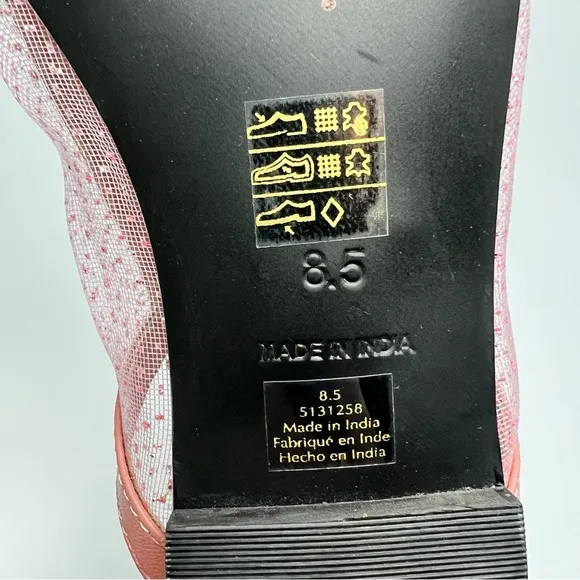 8.5
MADE IN INDIA
8.5
5131258
Made in India
Fabriqué en Inde
Hecho en India